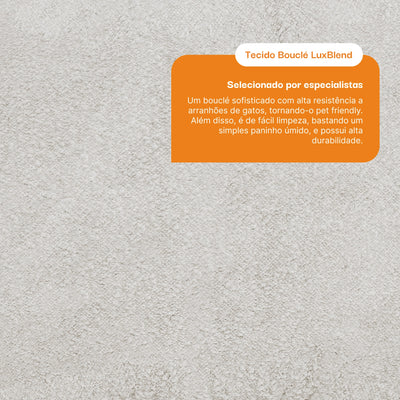 Tecido Bouclé LuxBlend
Selecionado por especialistas
Um bouclé sofisticado com alta resistência a
arranhões de gatos, tornando-o pet friendly.
Além disso, é de fácil limpeza, bastando um
simples paninho úmido, e possui alta
durabilidade.